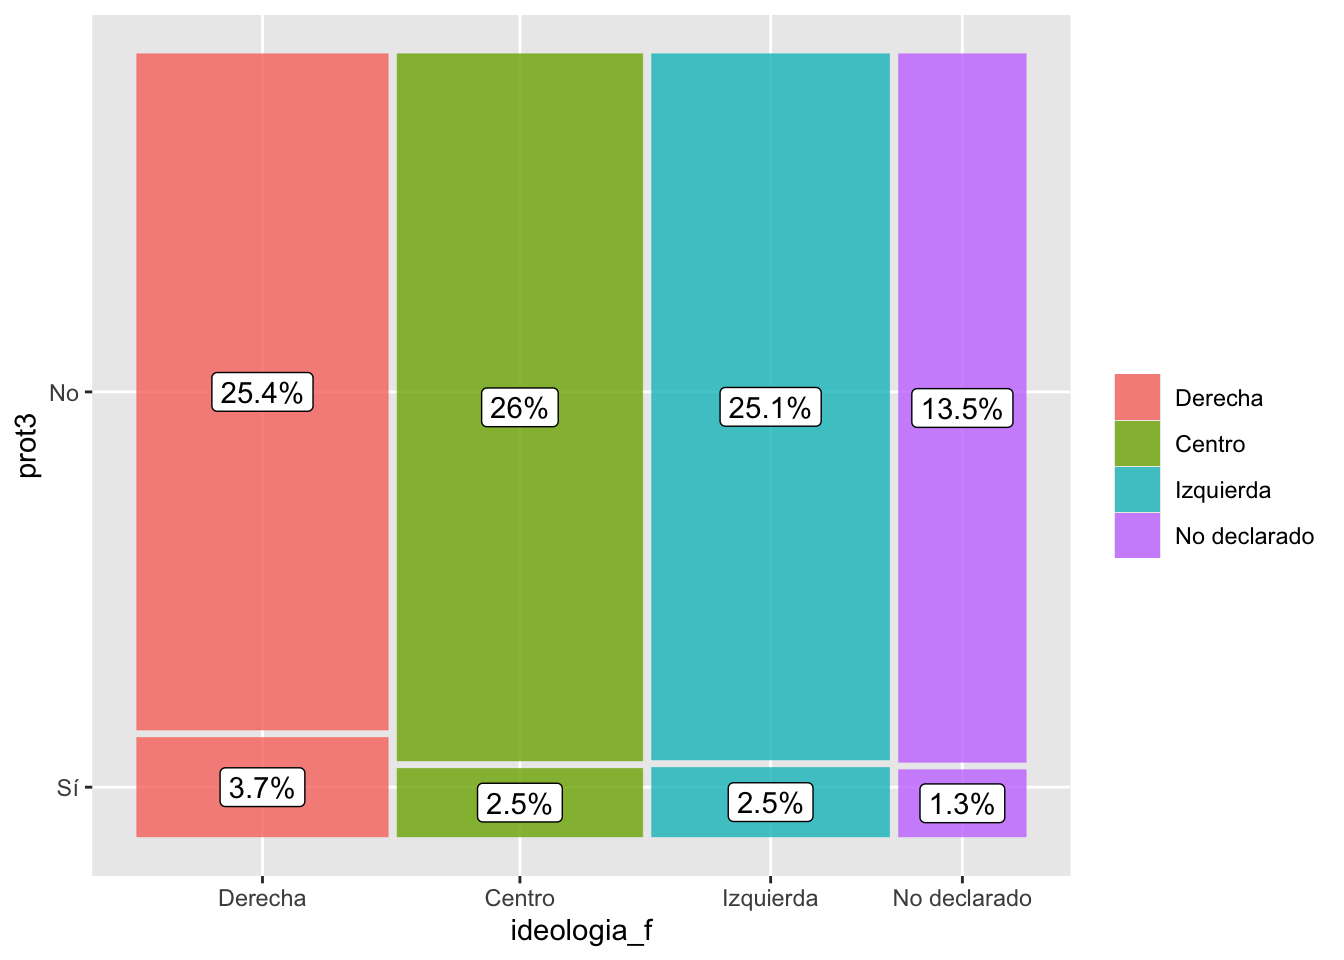 prot3
No
Sí
25.4%
26%
25.1%
13.5%
3.7%
2.5%
2.5%
1.3%
Derecha
Centro
Izquierda
No declarado
ideologia_f
Derecha
Centro
Izquierda
No declarado